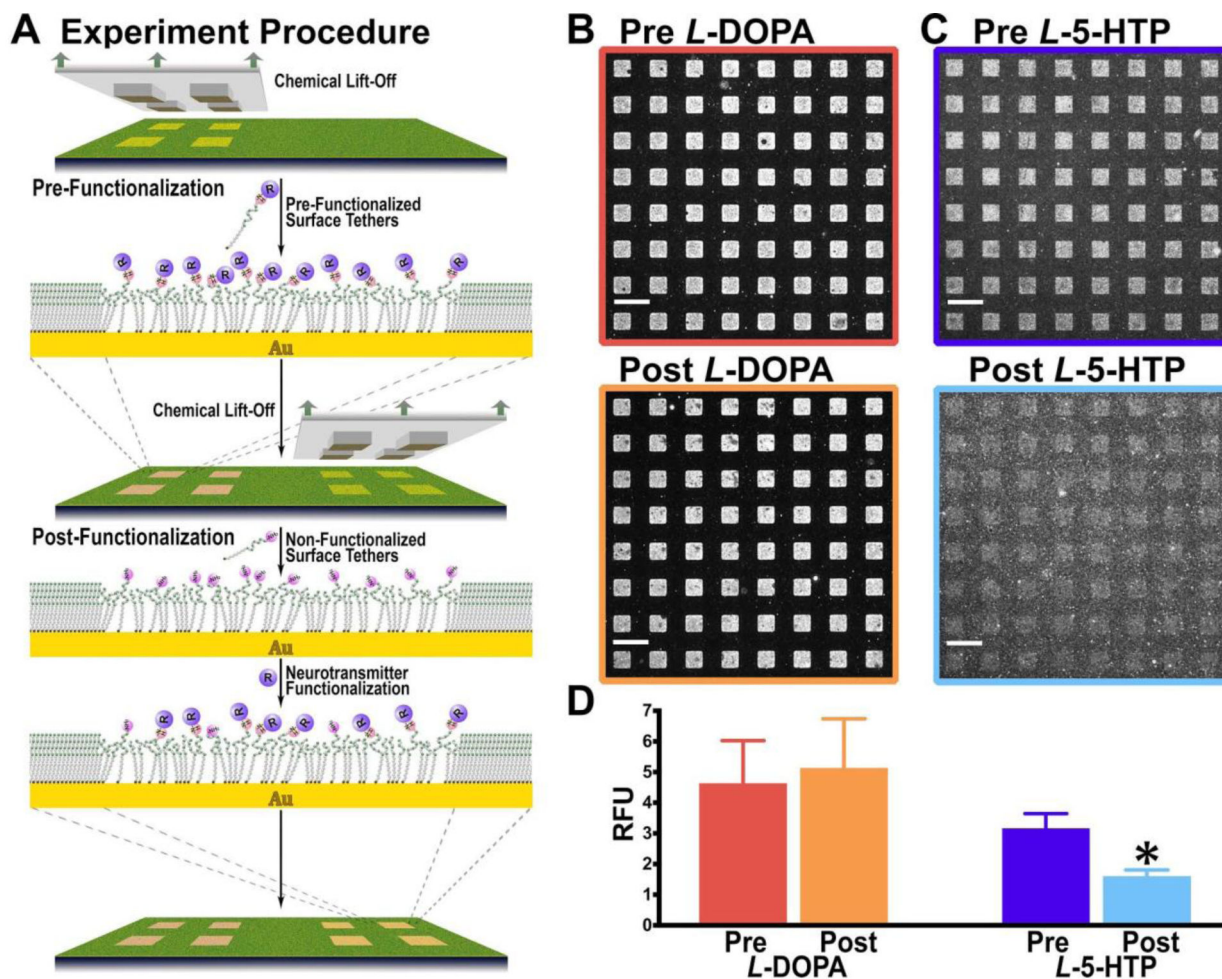 A Experiment Procedure
Chemical Lift-Off
Pre-Functionalization
R
Pre-Functionalized
Surface Tethers
R R R R R R R R R R R
Au
Chemical Lift-Off
Post-Functionalization
Non-Functionalized
Surface Tethers
Au
R
Neurotransmitter
Functionalization
R R R R R R R R
Au
B Pre L-DOPA
Post L-DOPA
C Pre L-5-HTP
Post L-5-HTP
D
RFU
7
6
5
4
3
2
1
0
*
Pre Post Pre Post
L-DOPA L-5-HTP